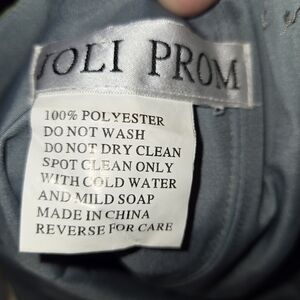 JOLI PROM
100% POLYESTER
DO NOT WASH
DO NOT DRY CLEAN
SPOT CLEAN ONLY
WITH COLD WATER
AND MILD SOAP
MADE IN CHINA
REVERSE FOR CARE